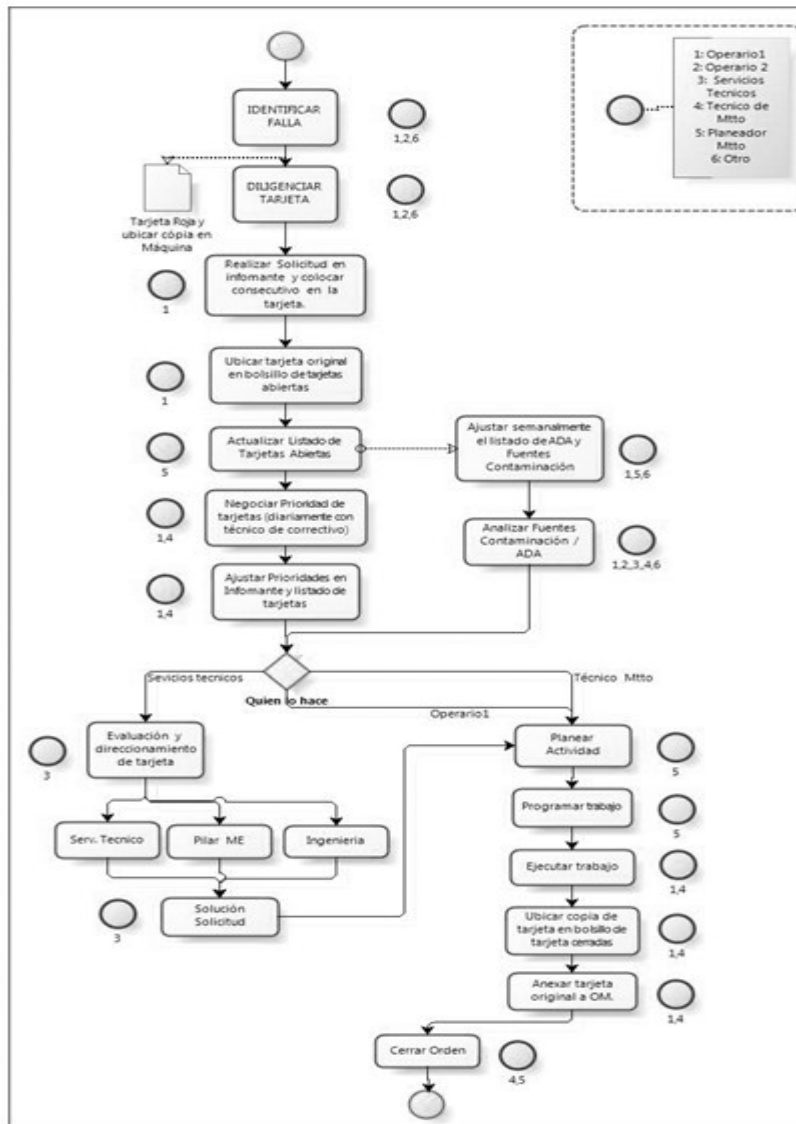 1: Operario1
2: Operario 2
3: Servicios
Tecnicos
4: Tecnico de
Mtto
5: Planeador
Mtto
6: Otro
IDENTIFICAR
FALLA
1,2,6
DILIGENCIAR
TARJETA
1,2,6
Tarjeta Roja y
ubicar cópia en
Máquina
Realizar Solicitud en
infomante y colocar
consecutivo en la
tarjeta.
1
Ubicar tarjeta original
en bolsillo de tarjetas
abiertas
1
Actualizar Listado de
Tarjetas Abiertas
5
Ajustar semanalmente
el listado de ADA y
Fuentes
Contaminación
1,5,6
Negociar Prioridad de
tarjetas (diariamente con
técnico de correctivo)
1,4
Analizar Fuentes
Contaminación /
ADA
1,2,3,,4,6
Ajustar Prioridades en
Infomante y listado de
tarjetas
1,4
Sevicios tecnicos
Quien lo hace
Técnico Mtto
Operario1
Evaluación y
direccionamiento
de tarjeta
3
Planear
Actividad
5
Programar trabajo
5
Serv. Tecnico
Pilar ME
Ingenieria
Ejecutar trabajo
1,4
Solución
Solicitud
3
Ubicar copia de
tarjeta en bolsillo de
tarjeta cerradas
1,4
Anexar tarjeta
original a OM.
1,4
Cerrar Orden
4,5